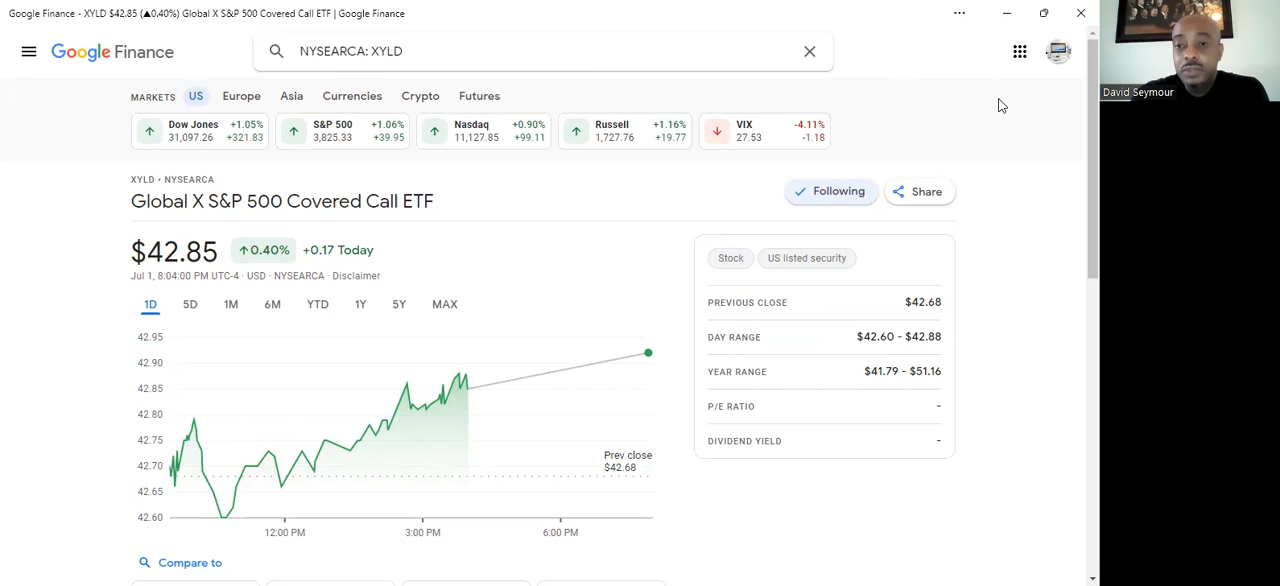 Google Finance - XYLD $42.85 (▲0.40%) Global X S&P 500 Covered Call ETF | Google Finance
Google Finance
NYSEARCA: XYLD
David Seymour
MARKETS US Europe Asia Currencies Crypto Futures
Dow Jones +1.05% S&P 500 +1.06% Nasdaq +0.90% Russell +1.16% VIX -4.11%
31,097.26 +321.83 3,825.33 +39.95 11,127.85 +99.11 1,727.76 +19.77 27.53 -1.18
XYLD • NYSEARCA
Global X S&P 500 Covered Call ETF
Following Share
$42.85 ↑0.40% +0.17 Today
Jul 1, 8:04:00 PM UTC-4 · USD · NYSEARCA · Disclaimer
1D 5D 1M 6M YTD 1Y 5Y MAX
42.95
42.90
42.85
42.80
42.75
42.70
42.65
42.60
Prev close
$42.68
12:00 PM 3:00 PM 6:00 PM
Compare to
Stock US listed security
PREVIOUS CLOSE $42.68
DAY RANGE $42.60 - $42.88
YEAR RANGE $41.79 - $51.16
P/E RATIO -
DIVIDEND YIELD -